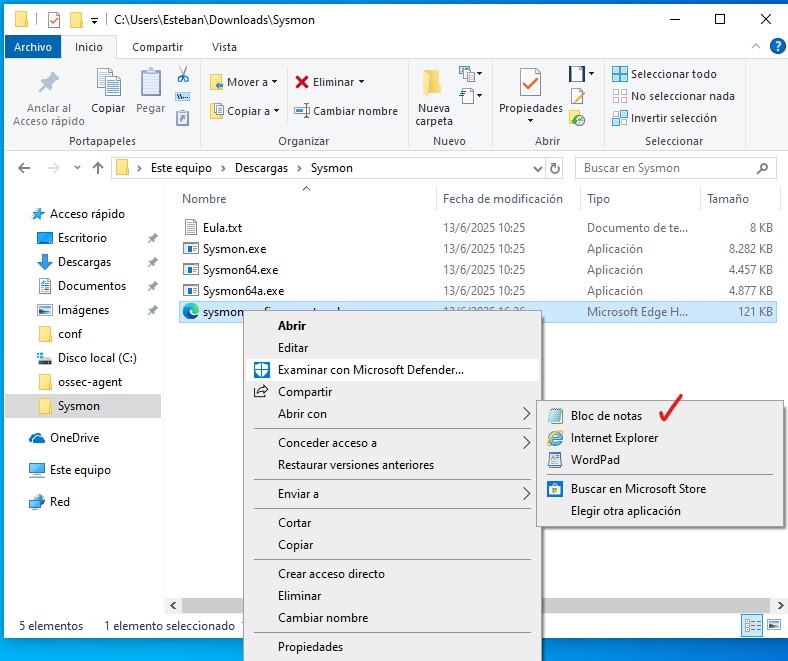 C:\Users\Esteban\Downloads\Sysmon
Archivo Inicio Compartir Vista
Anclar al Acceso rápido
Copiar
Pegar
Mover a
Copiar a
Eliminar
Cambiar nombre
Nueva carpeta
Propiedades
Seleccionar todo
No seleccionar nada
Invertir selección
Portapapeles Organizar Nuevo Abrir Seleccionar
Este equipo > Descargas > Sysmon
Buscar en Sysmon
Nombre Fecha de modificación Tipo Tamaño
Eula.txt 13/6/2025 10:25 Documento de te... 8 KB
Sysmon.exe 13/6/2025 10:25 Aplicación 8.282 KB
Sysmon64.exe 13/6/2025 10:25 Aplicación 4.457 KB
Sysmon64a.exe 13/6/2025 10:25 Aplicación 4.877 KB
Microsoft Edge H... 121 KB
Acceso rápido
Escritorio
Descargas
Documentos
Imágenes
conf
Disco local (C:)
ossec-agent
Sysmon
OneDrive
Este equipo
Red
Abrir
Editar
Examinar con Microsoft Defender...
Compartir
Abrir con
Conceder acceso a
Restaurar versiones anteriores
Enviar a
Cortar
Copiar
Crear acceso directo
Eliminar
Cambiar nombre
Propiedades
Bloc de notas
Internet Explorer
WordPad
Buscar en Microsoft Store
Elegir otra aplicación
5 elementos 1 elemento seleccionado